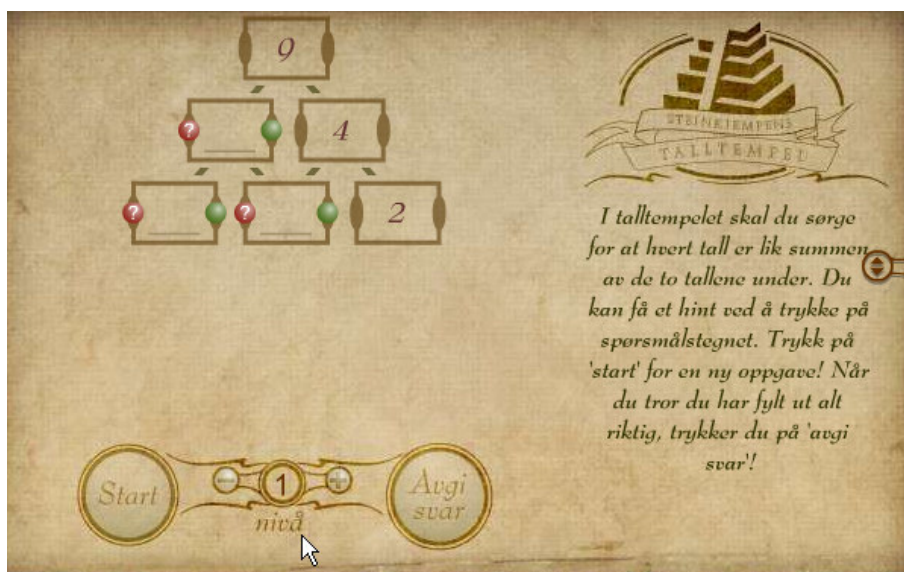 9
?
4
?
?
2
STEINKJEMPENS
TALLTEMPEL
I talltempelet skal du sørge
for at hvert tall er lik summen
av de to tallene under. Du
kan få et hint ved å trykke på
spørsmålstegnet. Trykk på
'start' for en ny oppgave! Når
du tror du har fylt ut alt
riktig, trykker du på 'avgi
svar'!
Start
1
nivå
Avgi
svar